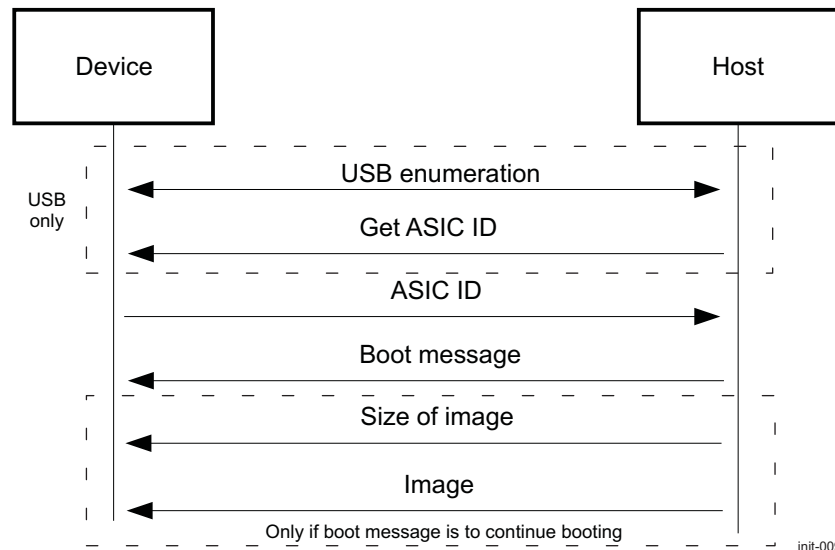 Device
Host
USB enumeration
USB
only
Get ASIC ID
ASIC ID
Boot message
Size of image
Image
Only if boot message is to continue booting